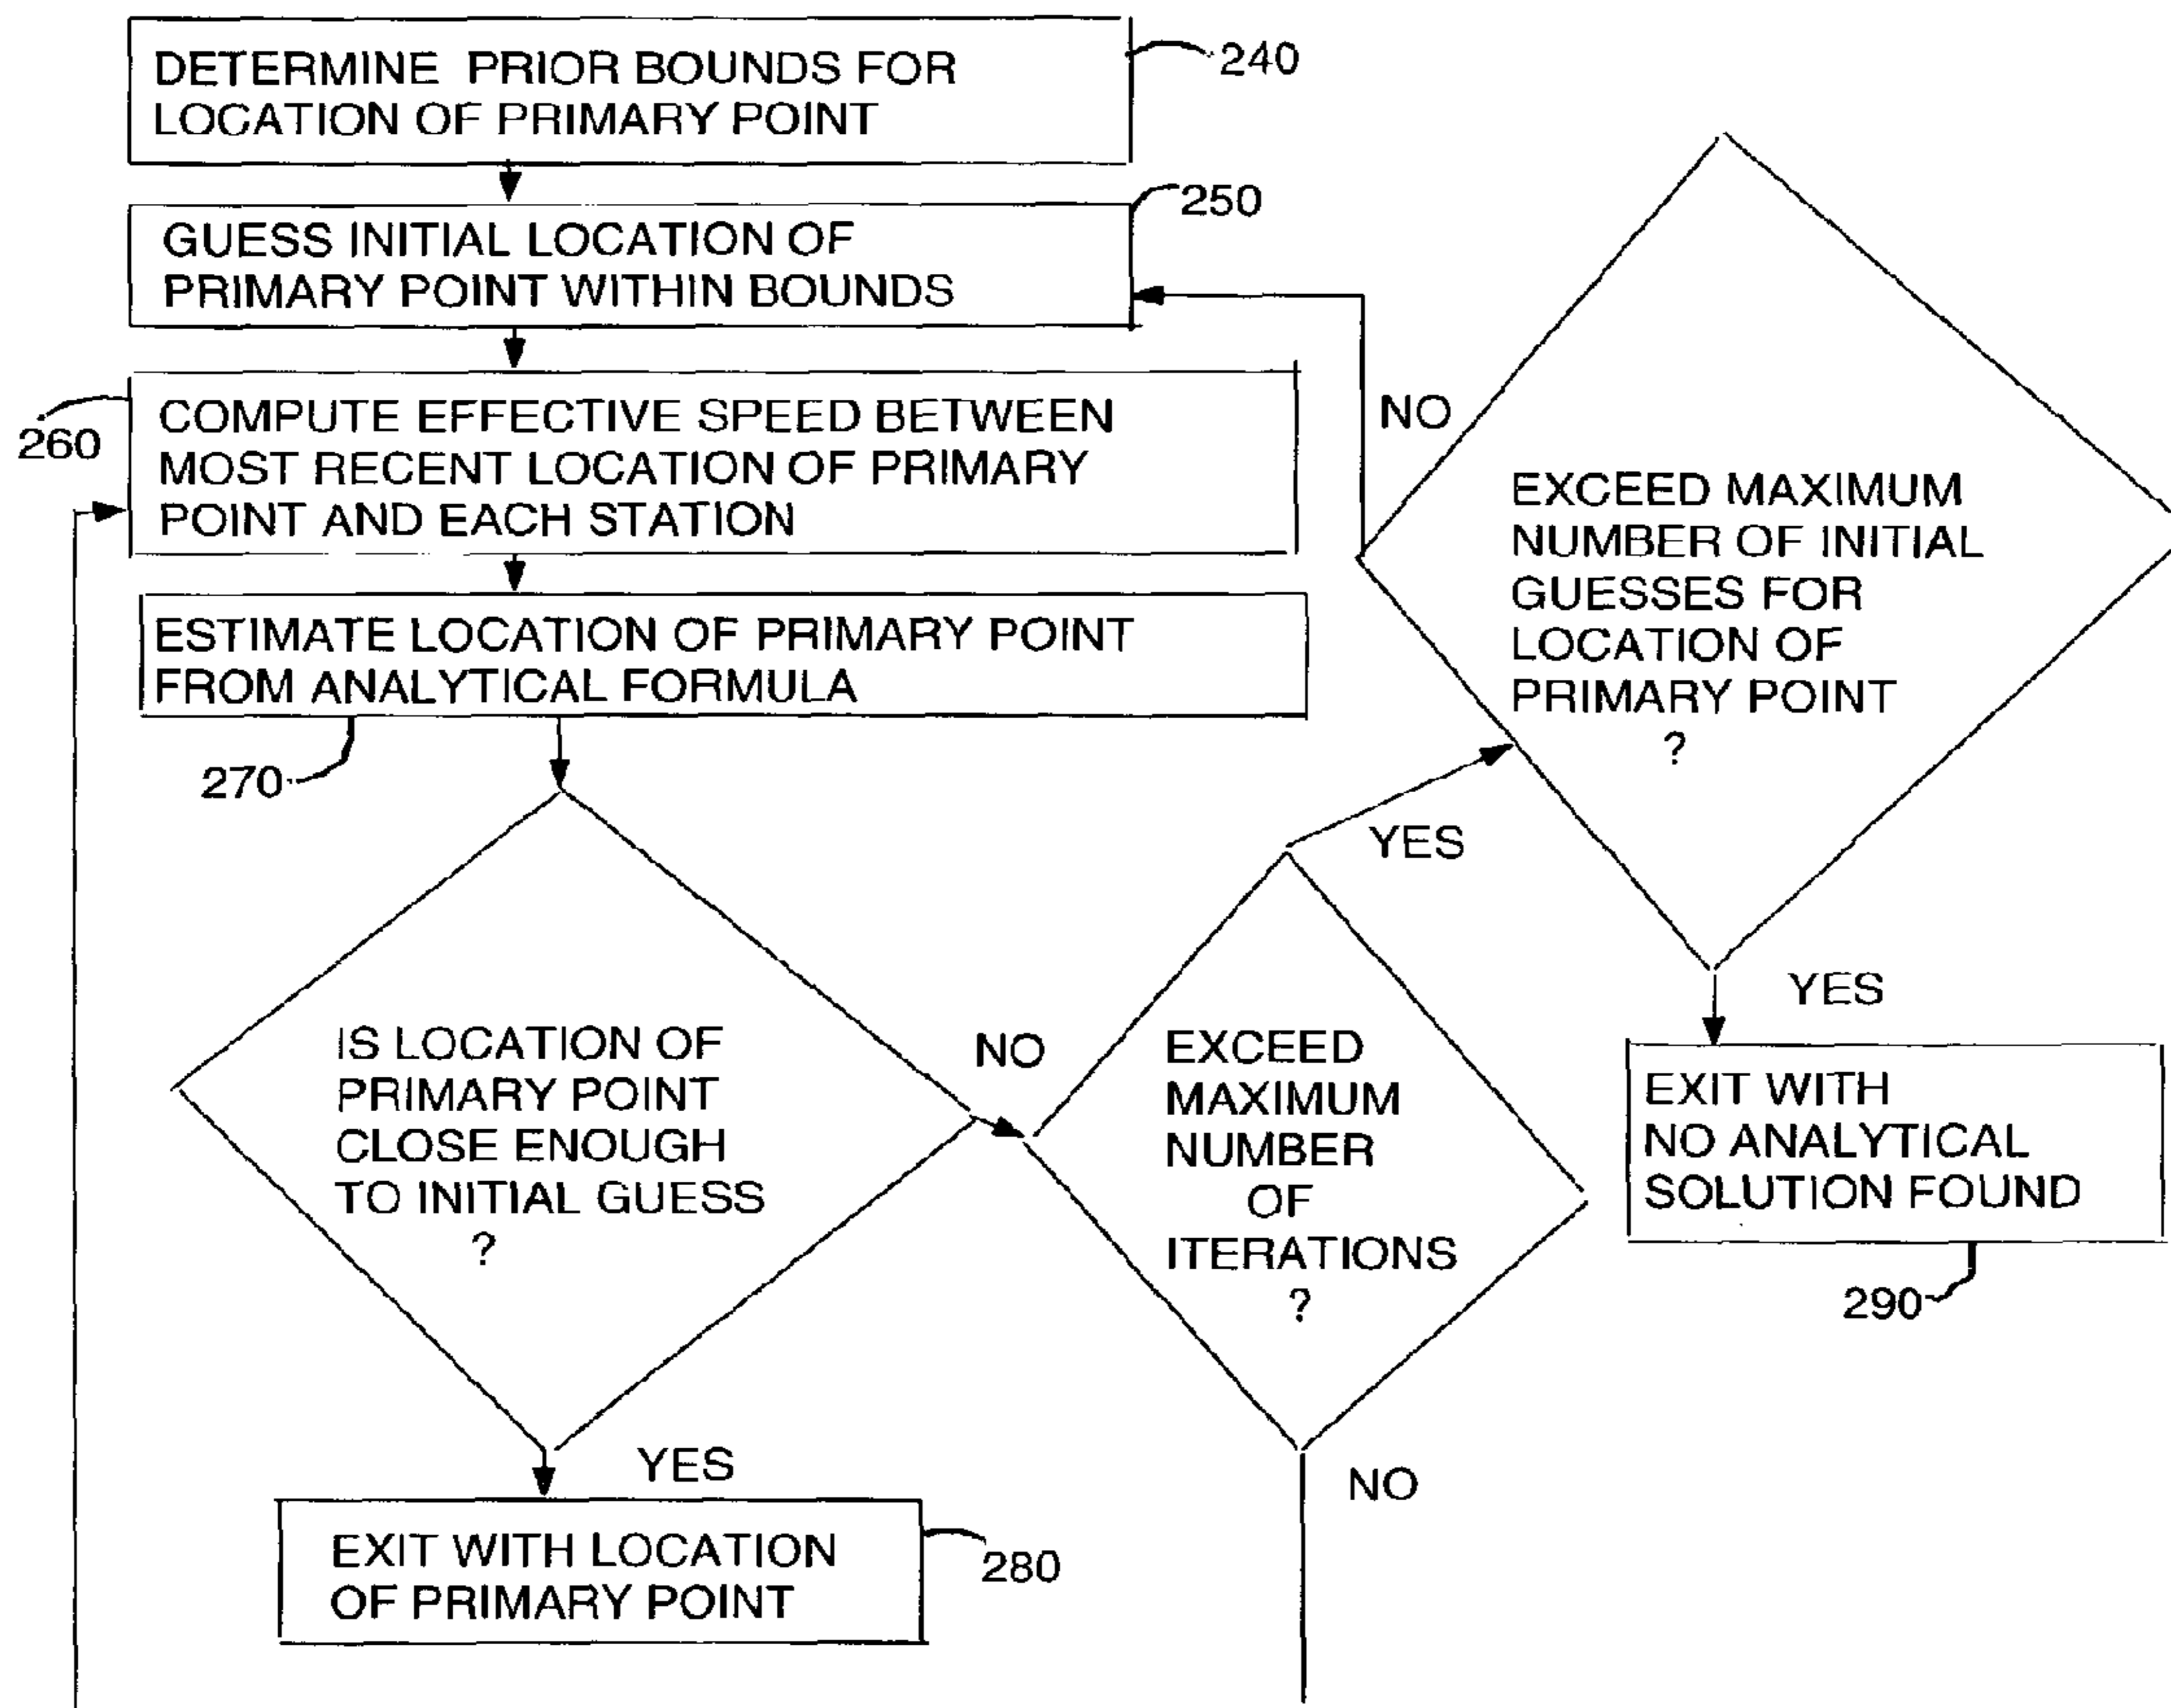 DETERMINE PRIOR BOUNDS FOR
LOCATION OF PRIMARY POINT
240
GUESS INITIAL LOCATION OF
PRIMARY POINT WITHIN BOUNDS
250
COMPUTE EFFECTIVE SPEED BETWEEN
MOST RECENT LOCATION OF PRIMARY
POINT AND EACH STATION
260
ESTIMATE LOCATION OF PRIMARY POINT
FROM ANALYTICAL FORMULA
270
IS LOCATION OF
PRIMARY POINT
CLOSE ENOUGH
TO INITIAL GUESS
?
YES
EXIT WITH LOCATION
OF PRIMARY POINT
280
NO
EXCEED
MAXIMUM
NUMBER
OF
ITERATIONS
?
NO
YES
EXCEED MAXIMUM
NUMBER OF INITIAL
GUESSES FOR
LOCATION OF
PRIMARY POINT
?
NO
YES
EXIT WITH
NO ANALYTICAL
SOLUTION FOUND
290